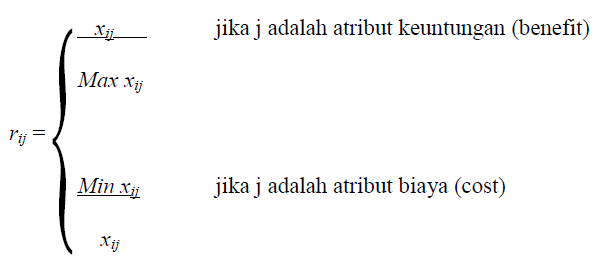 xij jika j adalah atribut keuntungan (benefit)
Max xij
rij =
Min xij jika j adalah atribut biaya (cost)
xij